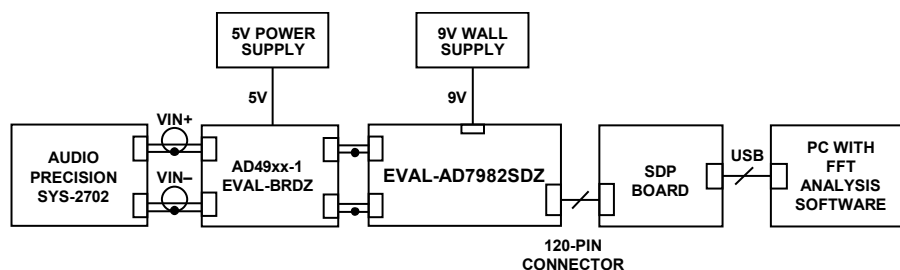 5V POWER
SUPPLY
9V WALL
SUPPLY
5V
9V
VIN+
VIN–
AUDIO
PRECISION
SYS-2702
AD49xx-1
EVAL-BRDZ
EVAL-AD7982SDZ
SDP
BOARD
USB
PC WITH
FFT
ANALYSIS
SOFTWARE
120-PIN
CONNECTOR